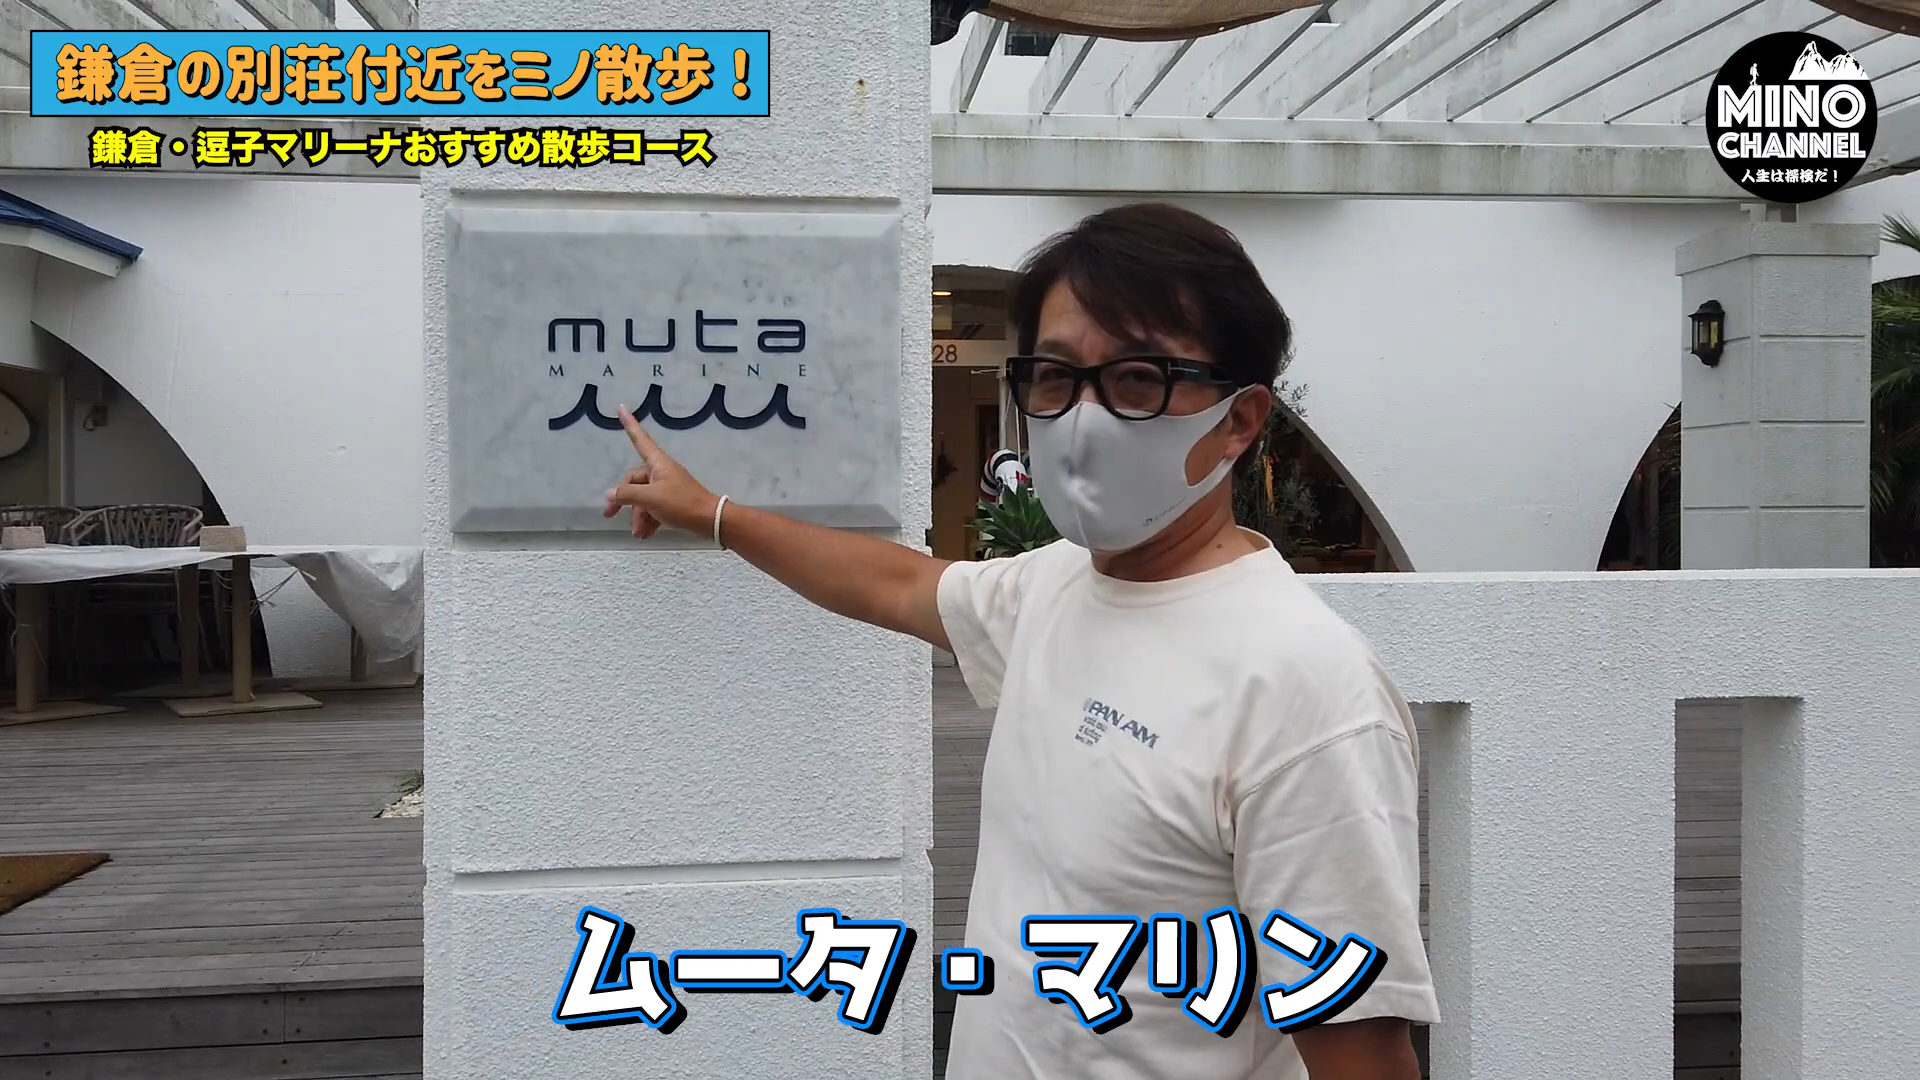 鎌倉の別荘付近をミノ散歩！
鎌倉・逗子マリーナおすすめ散歩コース
MINO
CHANNEL
人生は探検だ！
muta
MARINE
28
PAN AM
ムータ・マリン